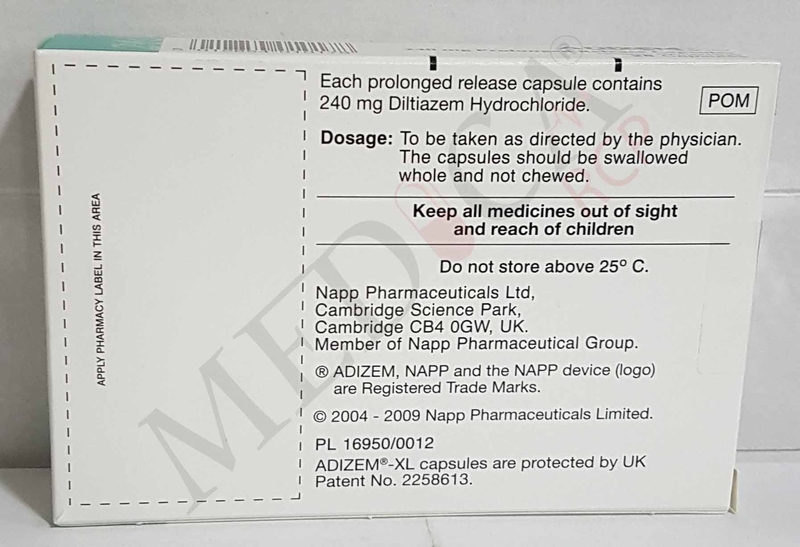 Each prolonged release capsule contains
240 mg Diltiazem Hydrochloride.
POM
Dosage: To be taken as directed by the physician.
The capsules should be swallowed
whole and not chewed.
Keep all medicines out of sight
and reach of children
Do not store above 25º C.
Napp Pharmaceuticals Ltd,
Cambridge Science Park,
Cambridge CB4 0GW, UK.
Member of Napp Pharmaceutical Group.
® ADIZEM, NAPP and the NAPP device (logo)
are Registered Trade Marks.
© 2004 - 2009 Napp Pharmaceuticals Limited.
PL 16950/0012
ADIZEM®-XL capsules are protected by UK
Patent No. 2258613.
APPLY PHARMACY LABEL IN THIS AREA
MEDICA®
RCP